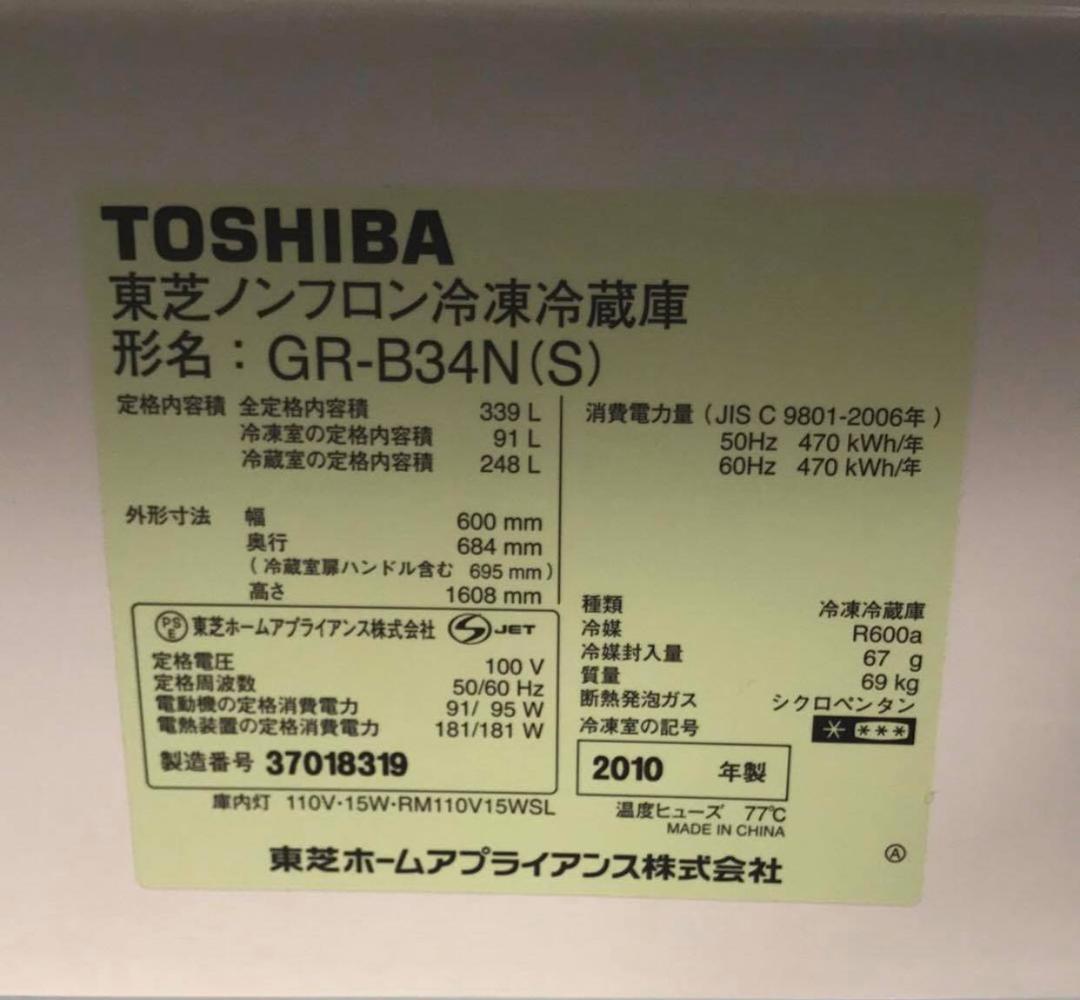 TOSHIBA
東芝ノンフロン冷凍冷蔵庫
形名：GR-B34N(S)
定格内容積 全定格内容積 339 L
冷凍室の定格内容積 91 L
冷蔵室の定格内容積 248 L
外形寸法 幅 600 mm
奥行 684 mm
(冷蔵室扉ハンドル含む 695 mm)
高さ 1608 mm
消費電力量(JIS C 9801-2006年)
50Hz 470 kWh/年
60Hz 470 kWh/年
PSE 東芝ホームアプライアンス株式会社 S JET
定格電圧 100 V
定格周波数 50/60 Hz
電動機の定格消費電力 91/ 95 W
電熱装置の定格消費電力 181/181 W
製造番号 37018319
種類 冷凍冷蔵庫
冷媒 R600a
冷媒封入量 67 g
質量 69 kg
断熱発泡ガス シクロペンタン
冷凍室の記号 * ***
2010 年製
庫内灯 110V·15W·RM110V15WSL
温度ヒューズ 77℃
MADE IN CHINA
東芝ホームアプライアンス株式会社
Ⓐ